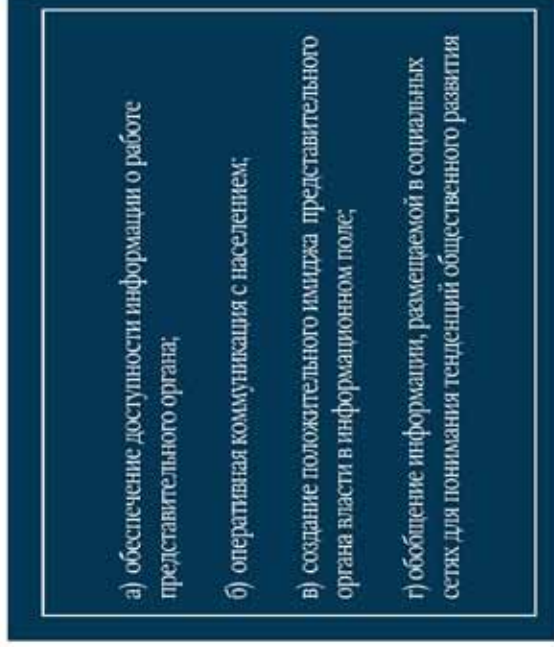 а) обеспечение доступности информации о работе
представительного органа;
б) оперативная коммуникация с населением;
в) создание положительного имиджа представительного
органа власти в информационном поле;
г) обобщение информации, размещаемой в социальных
сетях для понимания тенденций общественного развития